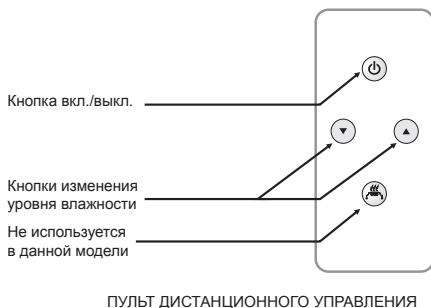 Кнопка вкл./выкл.
Кнопки изменения
уровня влажности
Не используется
в данной модели
ПУЛЬТ ДИСТАНЦИОННОГО УПРАВЛЕНИЯ